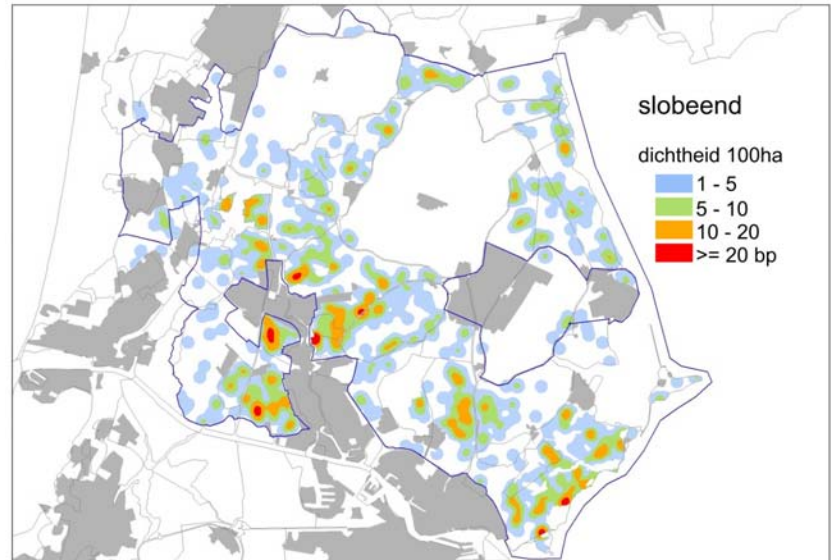 slobeend
dichtheid 100ha
1 - 5
5 - 10
10 - 20
>= 20 bp